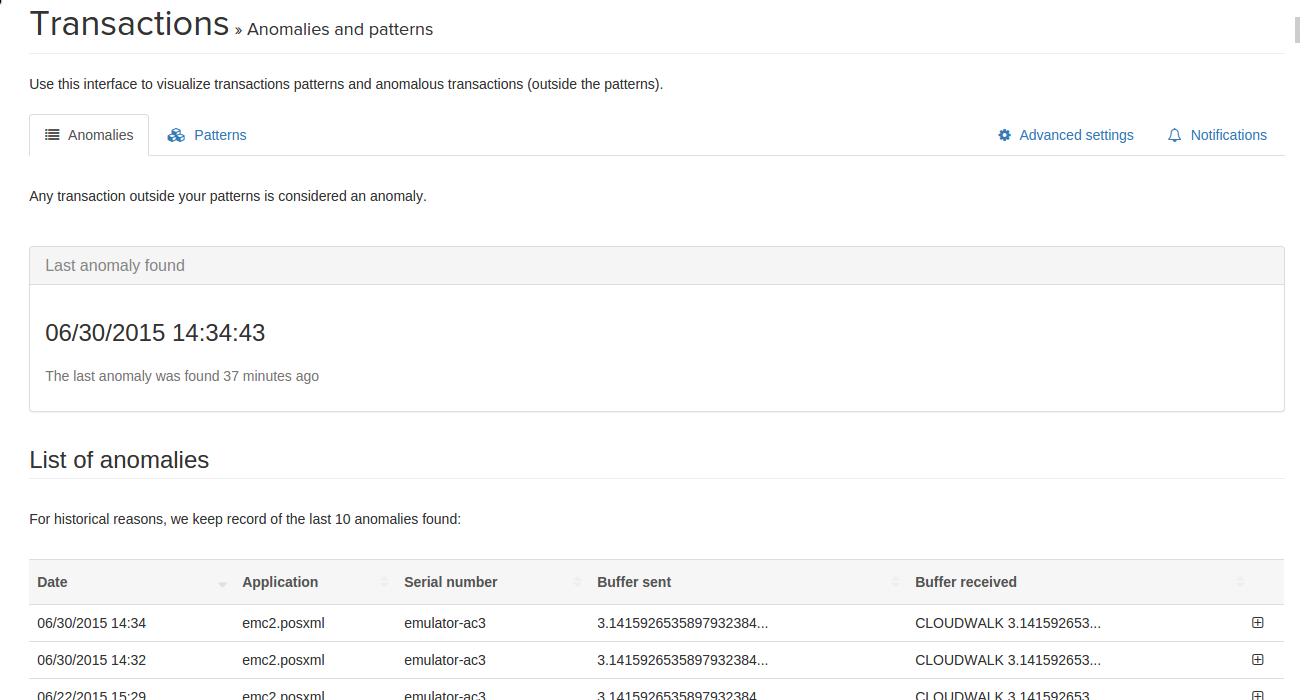 Transactions » Anomalies and patterns
Use this interface to visualize transactions patterns and anomalous transactions (outside the patterns).
Anomalies Patterns Advanced settings Notifications
Any transaction outside your patterns is considered an anomaly.
Last anomaly found
06/30/2015 14:34:43
The last anomaly was found 37 minutes ago
List of anomalies
For historical reasons, we keep record of the last 10 anomalies found:
Date Application Serial number Buffer sent Buffer received
06/30/2015 14:34 emc2.posxml emulator-ac3 3.1415926535897932384... CLOUDWALK 3.141592653...
06/30/2015 14:32 emc2.posxml emulator-ac3 3.1415926535897932384... CLOUDWALK 3.141592653...
06/22/2015 15:29 emc2.posxml emulator-ac3 3.1415926535897932384... CLOUDWALK 3.141592653...